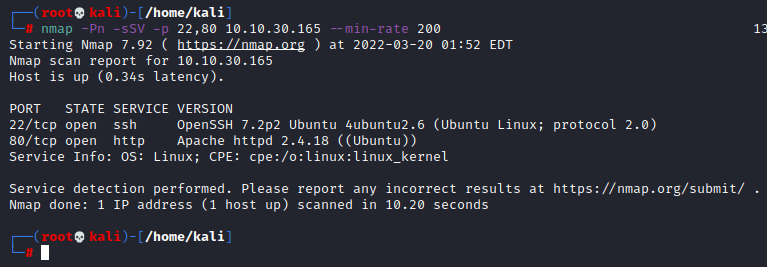 ┌──(root💀kali)-[/home/kali]
└─# nmap -Pn -sSV -p 22,80 10.10.30.165 --min-rate 200 13
Starting Nmap 7.92 ( https://nmap.org ) at 2022-03-20 01:52 EDT
Nmap scan report for 10.10.30.165
Host is up (0.34s latency).
PORT   STATE SERVICE VERSION
22/tcp open  ssh     OpenSSH 7.2p2 Ubuntu 4ubuntu2.6 (Ubuntu Linux; protocol 2.0)
80/tcp open  http    Apache httpd 2.4.18 ((Ubuntu))
Service Info: OS: Linux; CPE: cpe:/o:linux:linux_kernel
Service detection performed. Please report any incorrect results at https://nmap.org/submit/ .
Nmap done: 1 IP address (1 host up) scanned in 10.20 seconds
┌──(root💀kali)-[/home/kali]
└─#